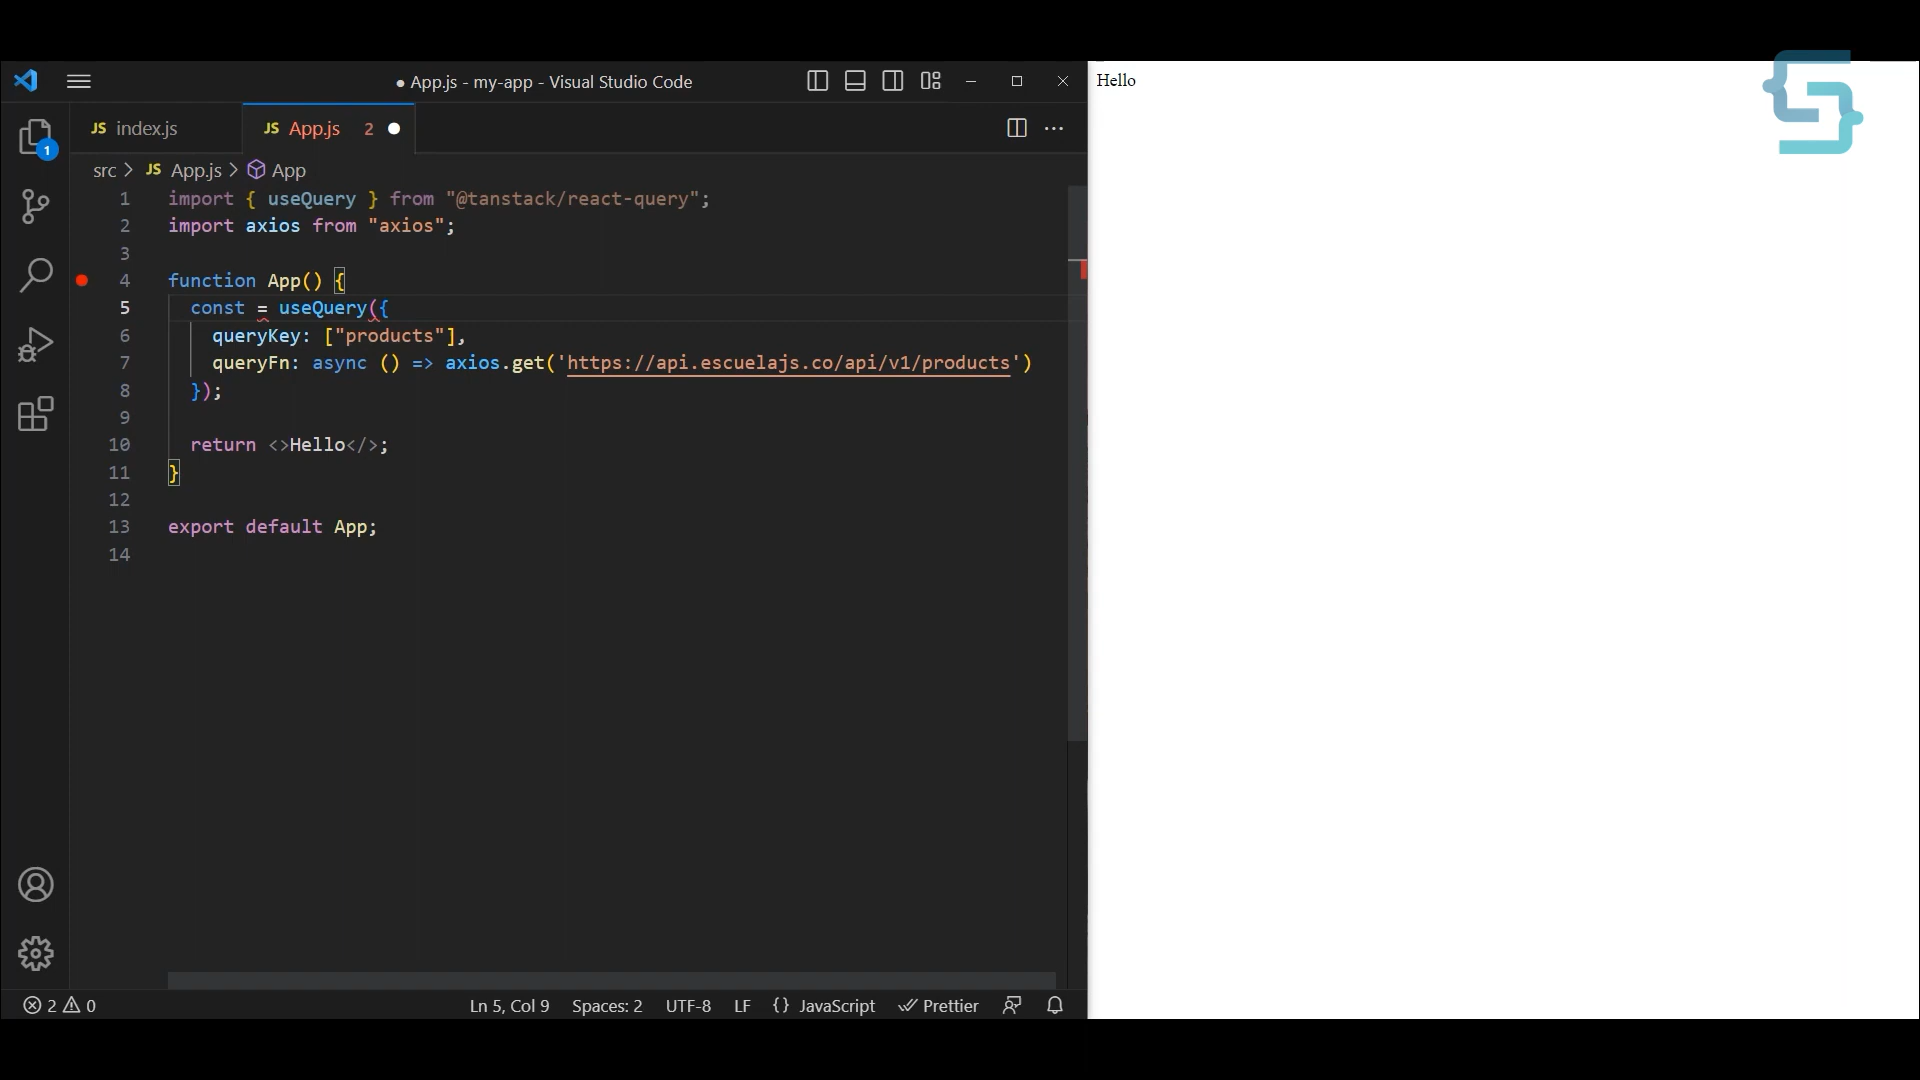 ● App.js - my-app - Visual Studio Code
JS index.js
JS App.js 2 ●
1
src > JS App.js > App
1 import { useQuery } from "@tanstack/react-query";
2 import axios from "axios";
3
4 function App() {
5 const = useQuery({
6 queryKey: ["products"],
7 queryFn: async () => axios.get('https://api.escuelajs.co/api/v1/products')
8 });
9
10 return <>Hello</>;
11 }
12
13 export default App;
14
2 0
Ln 5, Col 9 Spaces: 2 UTF-8 LF {} JavaScript Prettier
Hello